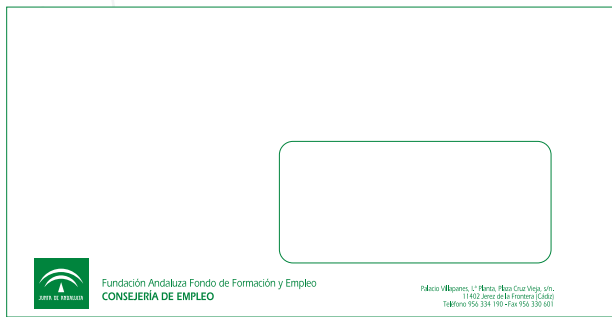 JUNTA DE ANDALUCIA
Fundación Andaluza Fondo de Formación y Empleo
CONSEJERÍA DE EMPLEO
Palacio Villapanes, 1.ª Planta, Plaza Cruz Vieja, s/n.
11402 Jerez de la Frontera (Cádiz)
Teléfono 956 334 190 - Fax 956 330 601